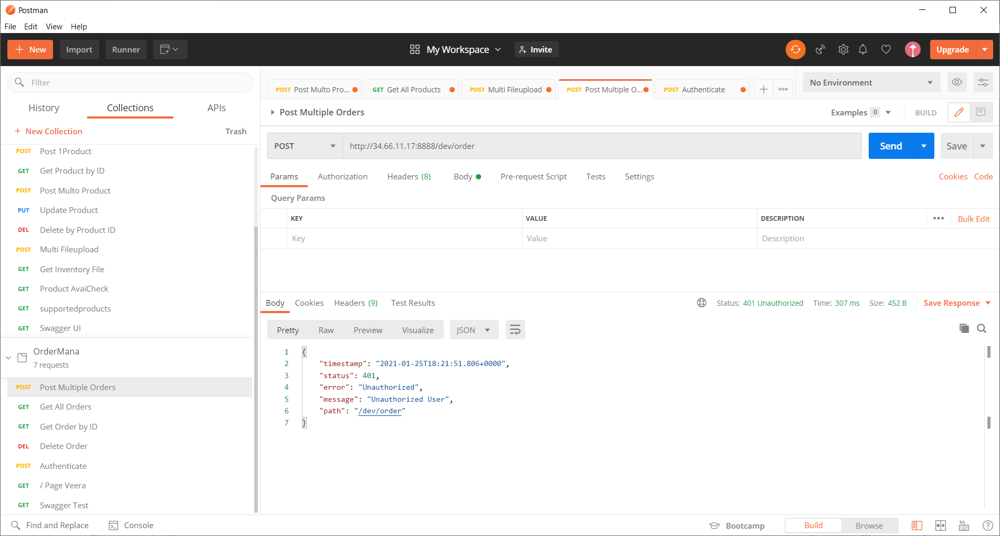 Postman
File Edit View Help
New Import Runner My Workspace Invite Upgrade
Filter
History Collections APIs
+ New Collection Trash
POST Post 1Product
GET Get Product by ID
POST Post Multo Product
PUT Update Product
DEL Delete by Product ID
POST Multi Fileupload
GET Get Inventory File
GET Product AvaiCheck
GET supportedproducts
GET Swagger UI
OrderMana
7 requests
POST Post Multiple Orders
GET Get All Orders
GET Get Order by ID
DEL Delete Order
POST Authenticate
GET / Page Veera
GET Swagger Test
POST Post Multo Pro... GET Get All Products POST Multi Fileupload POST Post Multiple O... POST Authenticate
No Environment
Post Multiple Orders Examples 0 BUILD
POST http://34.66.11.17:8888/dev/order Send Save
Params Authorization Headers (8) Body Pre-request Script Tests Settings Cookies Code
Query Params
KEY VALUE DESCRIPTION Bulk Edit
Key Value Description
Body Cookies Headers (9) Test Results Status: 401 Unauthorized Time: 307 ms Size: 452 B Save Response
Pretty Raw Preview Visualize JSON
1 {
2 "timestamp": "2021-01-25T18:21:51.806+0000",
3 "status": 401,
4 "error": "Unauthorized",
5 "message": "Unauthorized User",
6 "path": "/dev/order"
7 }
Find and Replace Console Bootcamp Build Browse